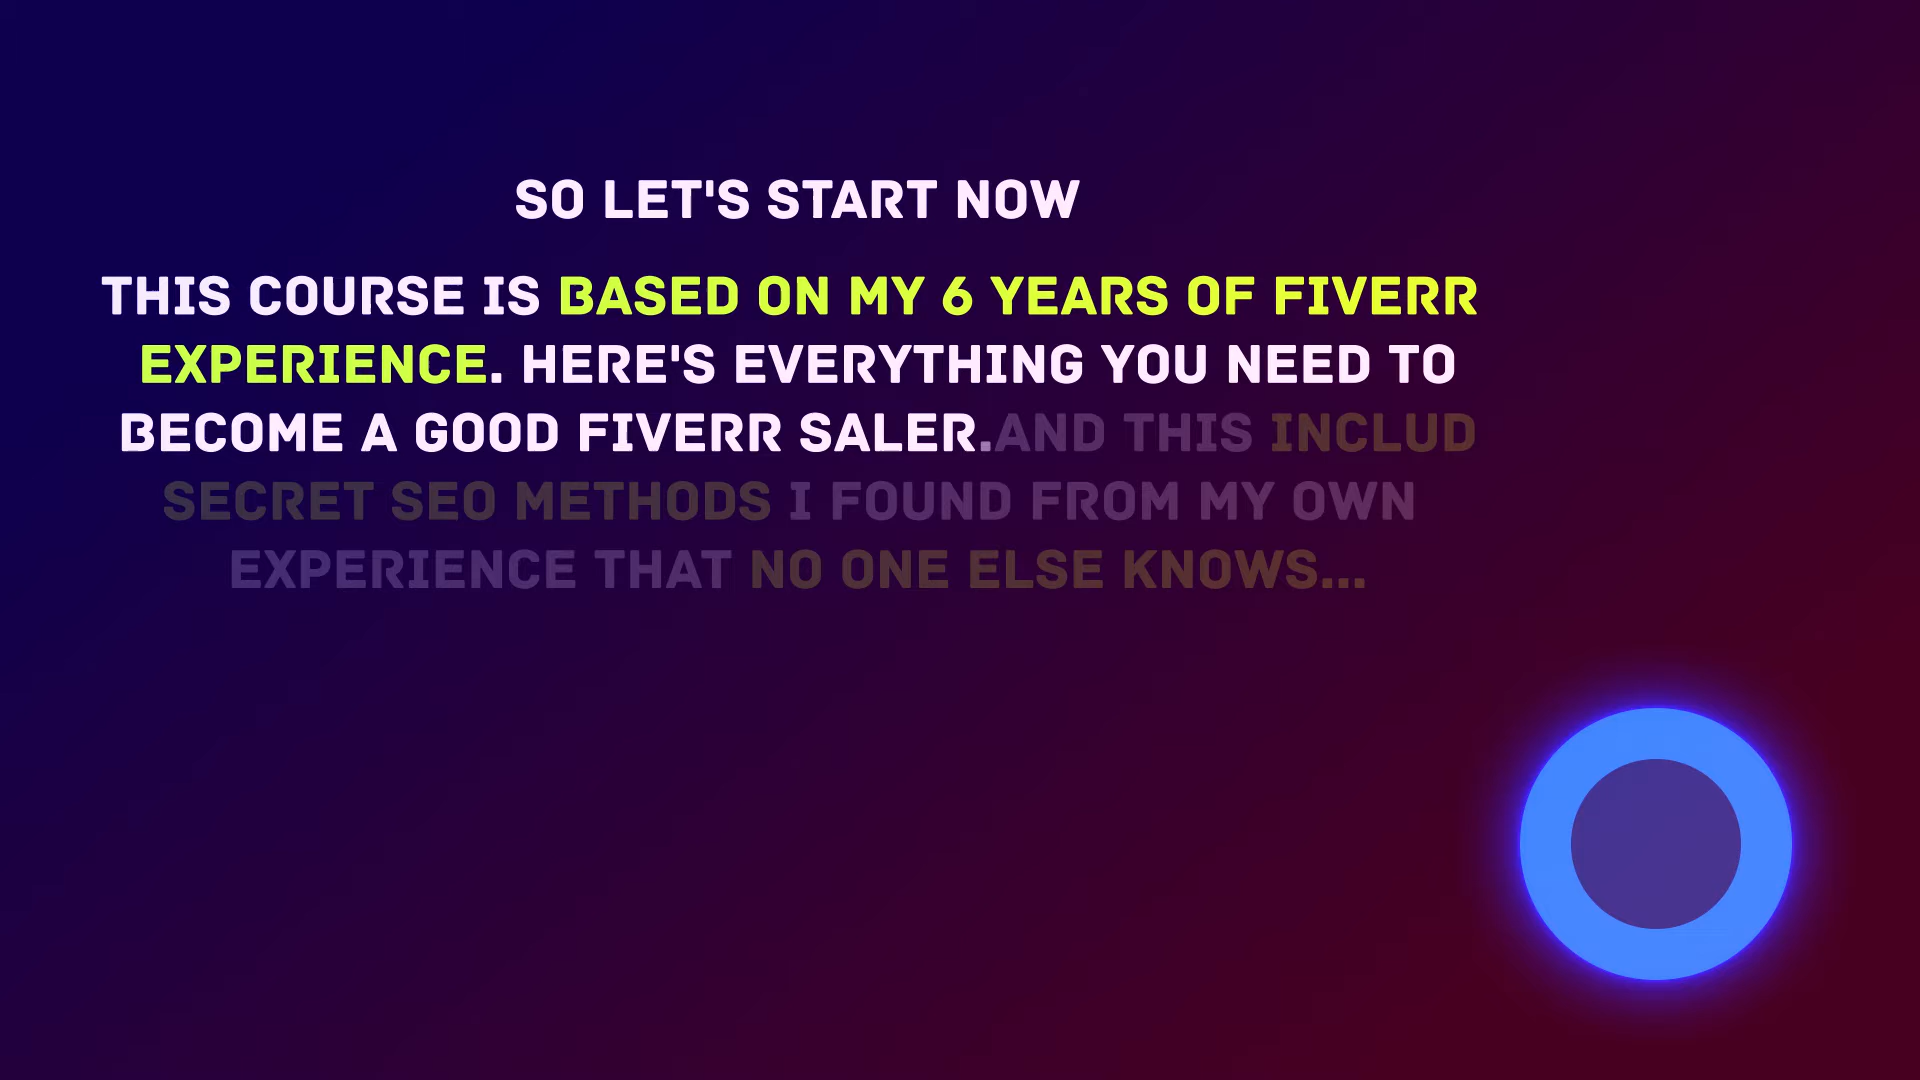 SO LET'S START NOW
THIS COURSE IS BASED ON MY 6 YEARS OF FIVERR
EXPERIENCE. HERE'S EVERYTHING YOU NEED TO
BECOME A GOOD FIVERR SALER.AND THIS INCLUD
SECRET SEO METHODS I FOUND FROM MY OWN
EXPERIENCE THAT NO ONE ELSE KNOWS...